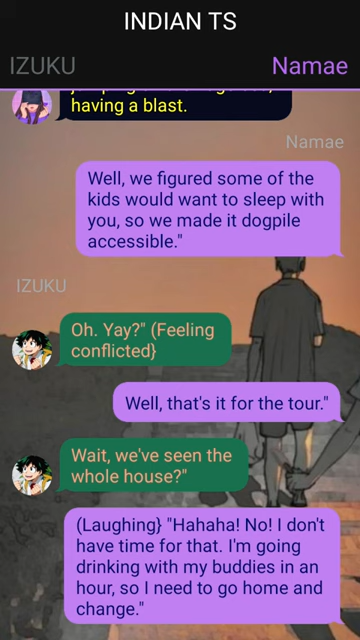 INDIAN TS
IZUKU
Namae
having a blast.
Namae
Well, we figured some of the
kids would want to sleep with
you, so we made it dogpile
accessible."
IZUKU
Oh. Yay?" (Feeling
conflicted}
Well, that's it for the tour."
Wait, we've seen the
whole house?"
(Laughing} "Hahaha! No! I don't
have time for that. I'm going
drinking with my buddies in an
hour, so I need to go home and
change."